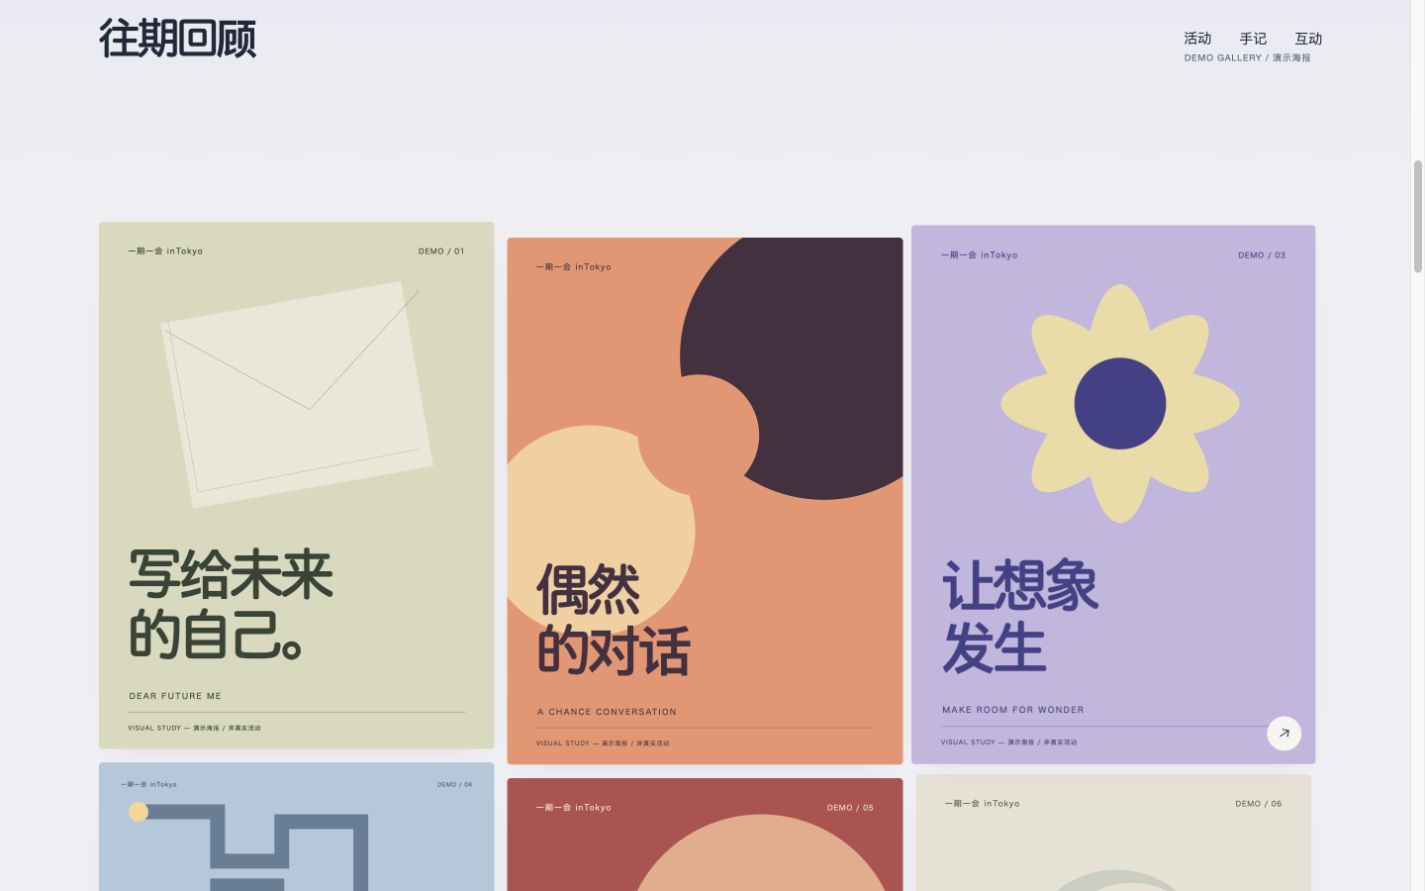 往期回顾
活动 手记 互动
DEMO GALLERY / 演示海报
一期一会 inTokyo
DEMO / 01
写给未来
的自己。
DEAR FUTURE ME
VISUAL STUDY — 演示海报 / 非真实活动
一期一会 inTokyo
偶然
的对话
A CHANCE CONVERSATION
VISUAL STUDY — 演示海报 / 非真实活动
一期一会 inTokyo
DEMO / 03
让想象
发生
MAKE ROOM FOR WONDER
VISUAL STUDY — 演示海报 / 非真实活动
一期一会 inTokyo
DEMO / 04
一期一会 inTokyo
DEMO / 05
一期一会 inTokyo
DEMO / 06